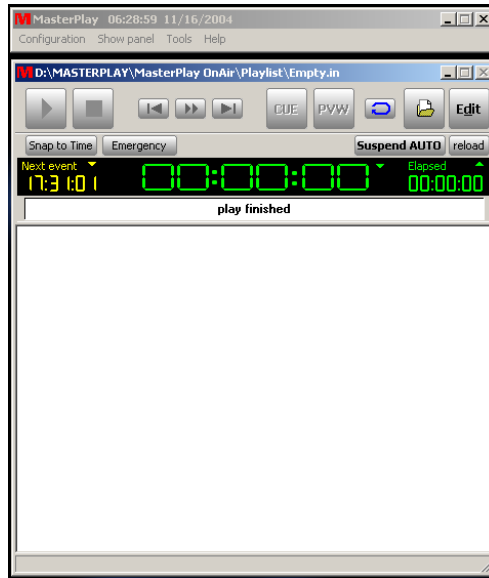 MasterPlay 06:28:59 11/16/2004
Configuration Show panel Tools Help
D:\MASTERPLAY\MasterPlay OnAir\Playlist\Empty.in
CUE PVW Edit
Snap to Time Emergency Suspend AUTO reload
Next event Elapsed
17:31:01 00:00:00 00:00:00
play finished